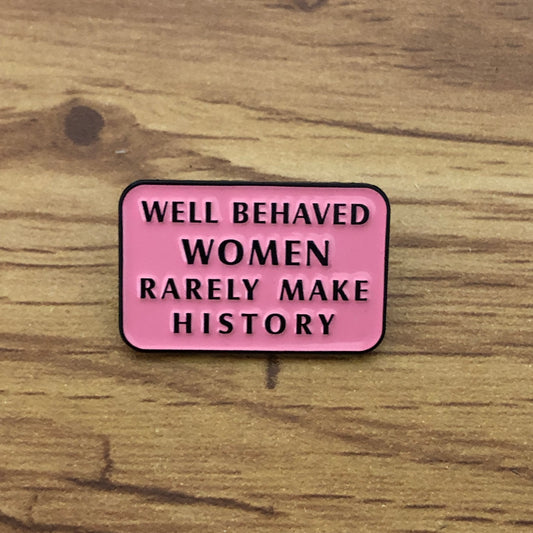 WELL BEHAVED
WOMEN
RARELY MAKE
HISTORY